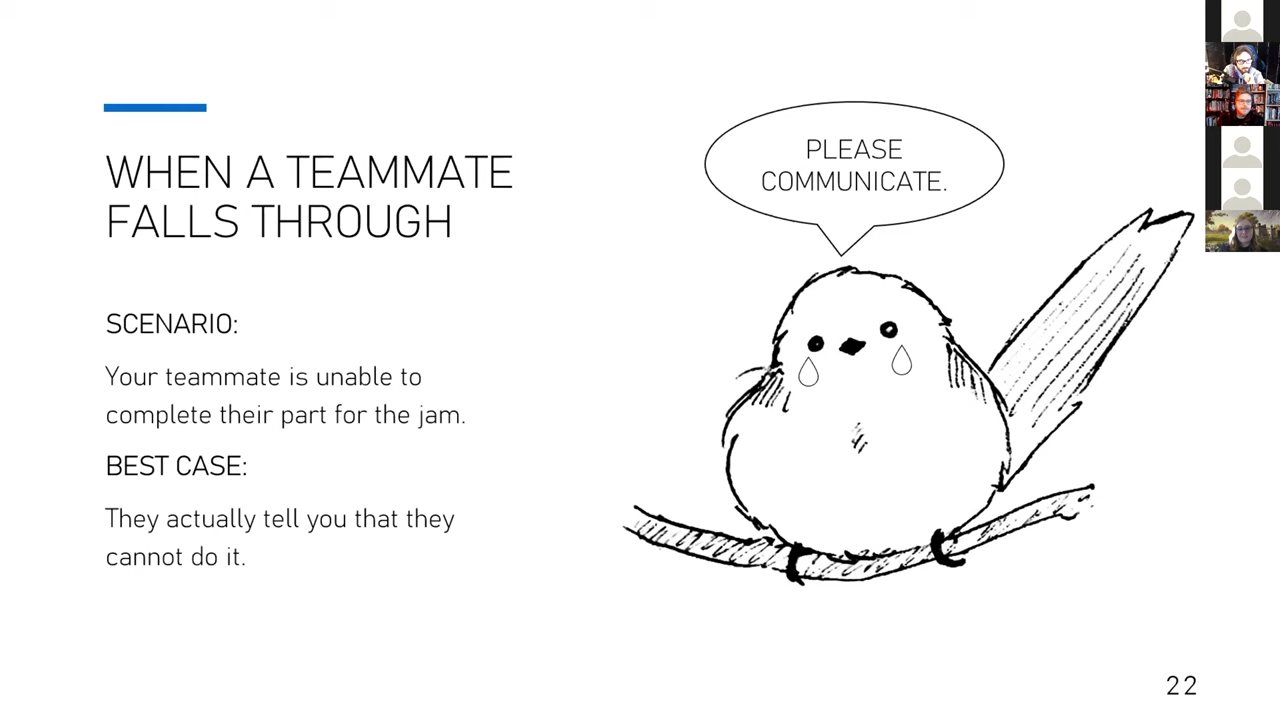 WHEN A TEAMMATE
FALLS THROUGH
SCENARIO:
Your teammate is unable to
complete their part for the jam.
BEST CASE:
They actually tell you that they
cannot do it.
PLEASE
COMMUNICATE.
22